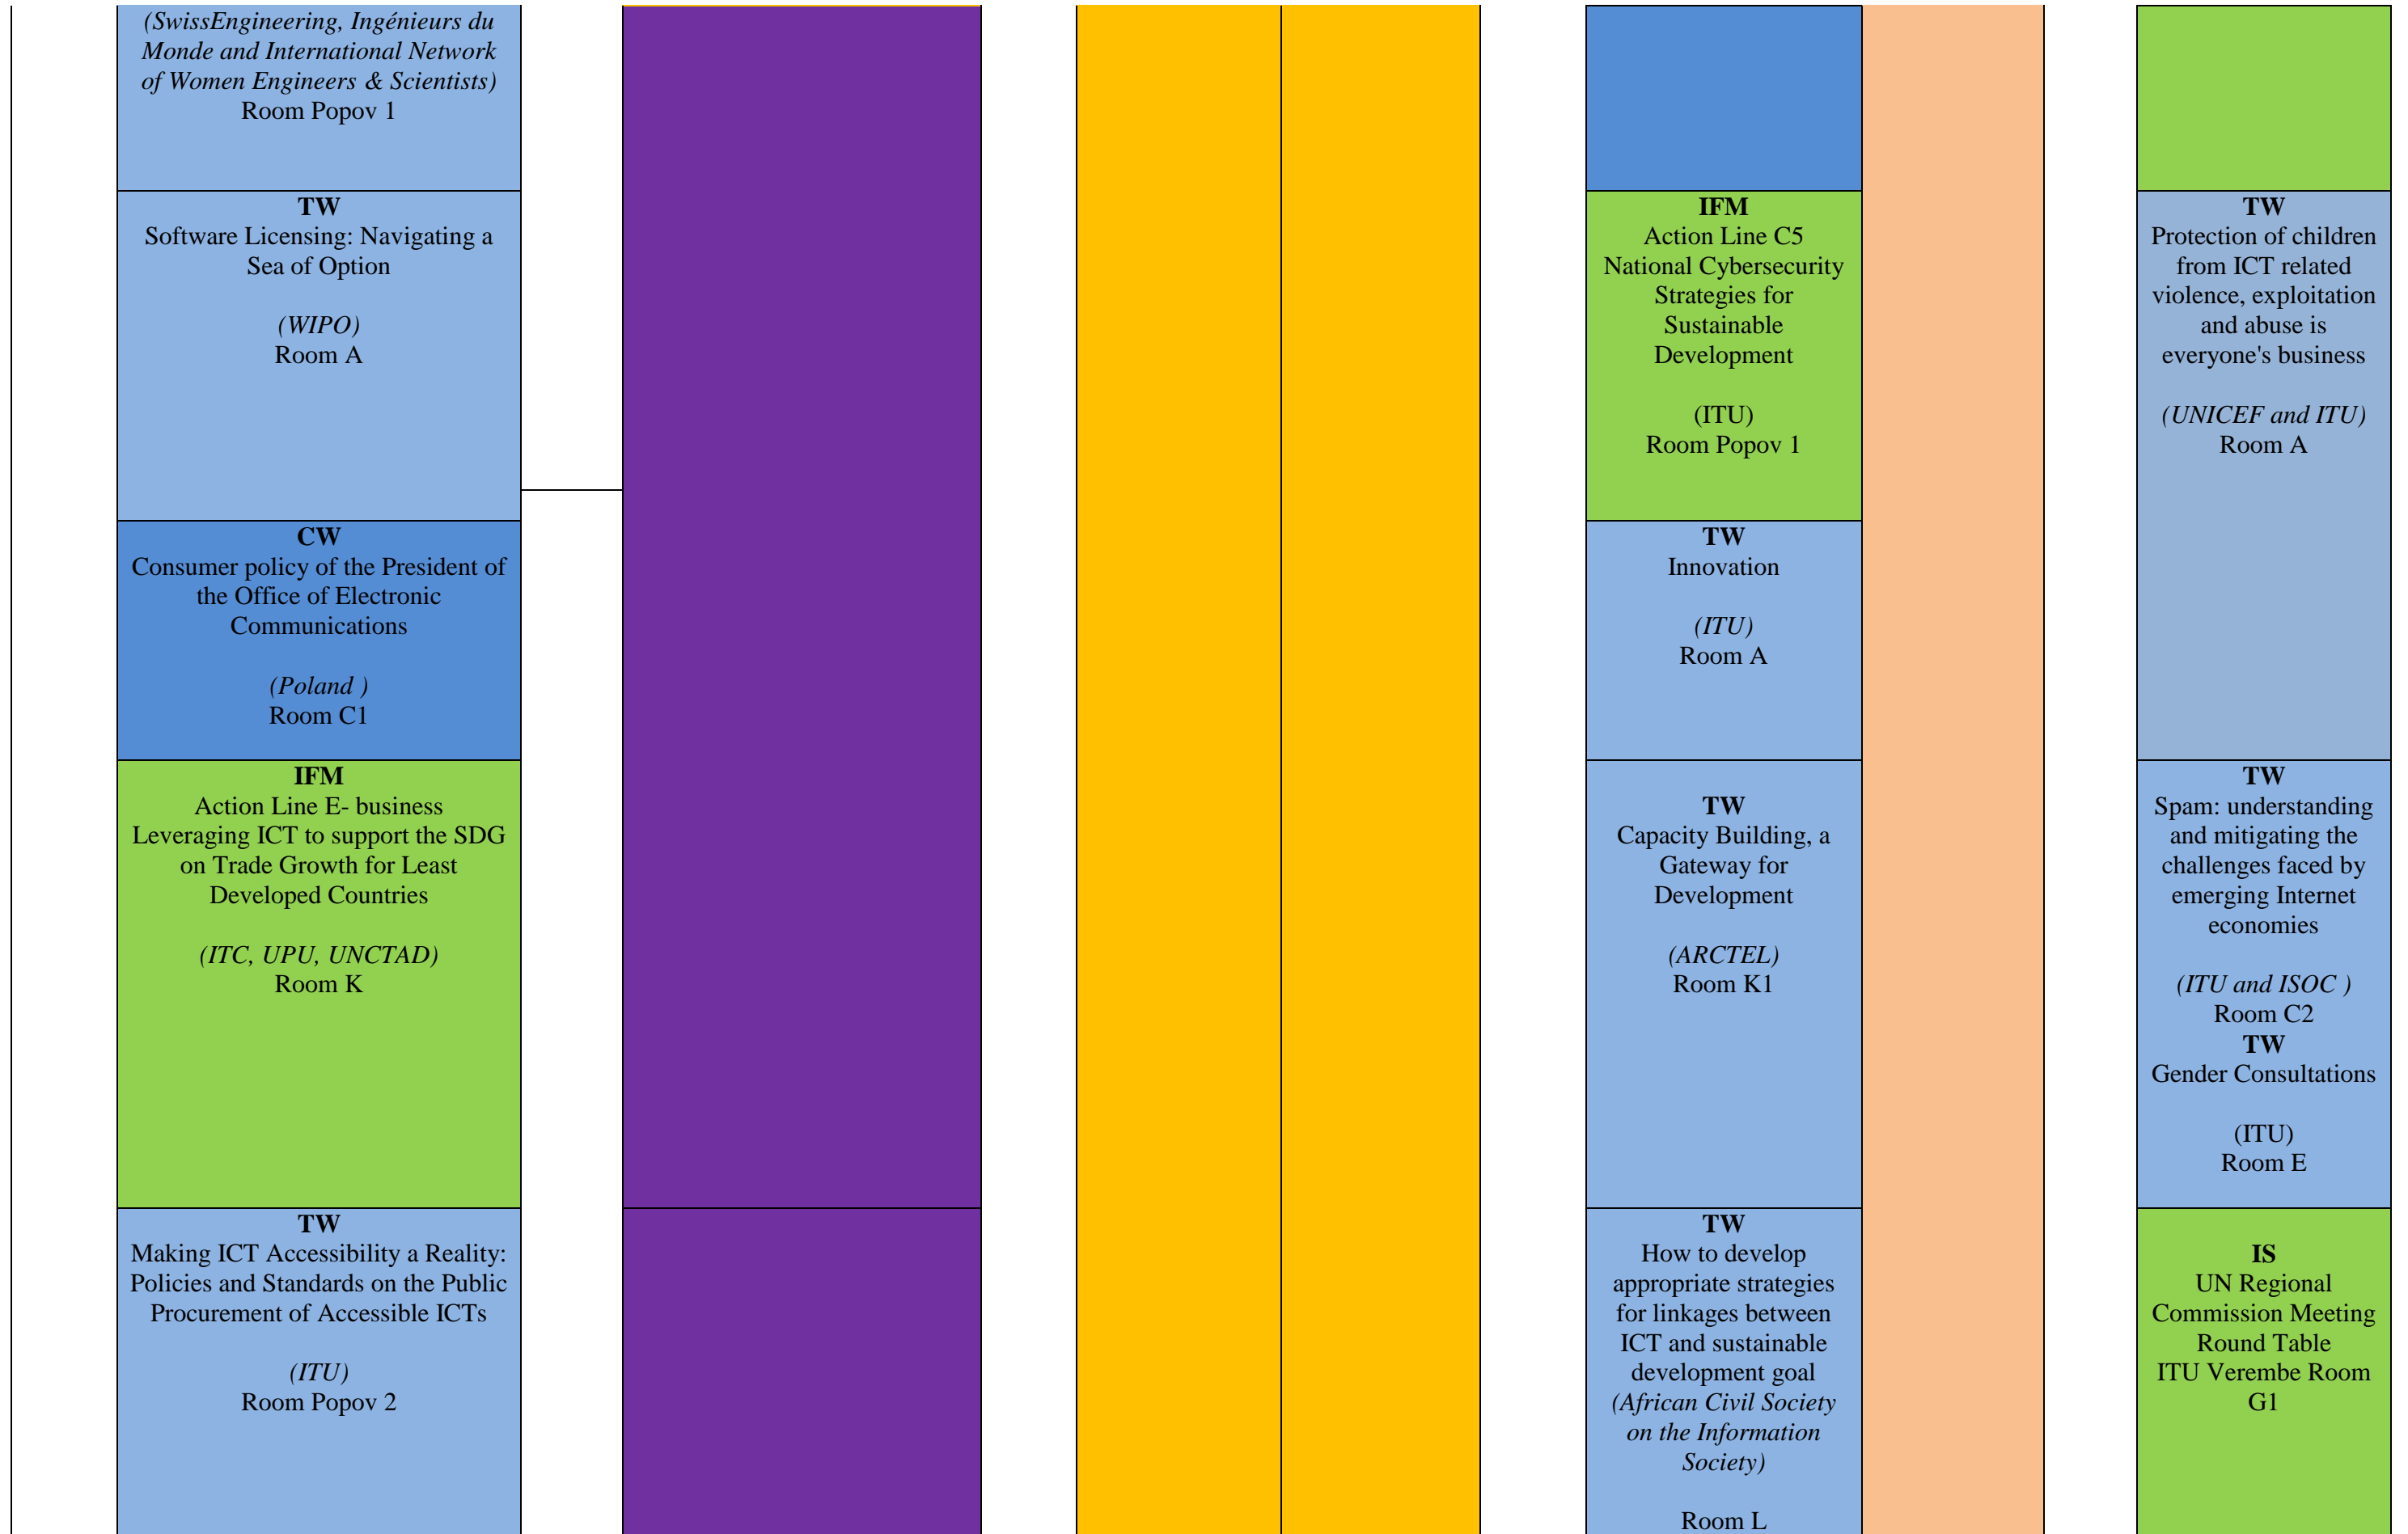 (SwissEngineering, Ingénieurs du
Monde and International Network
of Women Engineers & Scientists)
Room Popov 1
TW
Software Licensing: Navigating a
Sea of Option
(WIPO)
Room A
CW
Consumer policy of the President of
the Office of Electronic
Communications
(Poland )
Room C1
IFM
Action Line E- business
Leveraging ICT to support the SDG
on Trade Growth for Least
Developed Countries
(ITC, UPU, UNCTAD)
Room K
TW
Making ICT Accessibility a Reality:
Policies and Standards on the Public
Procurement of Accessible ICTs
(ITU)
Room Popov 2
IFM
Action Line C5
National Cybersecurity
Strategies for
Sustainable
Development
(ITU)
Room Popov 1
TW
Innovation
(ITU)
Room A
TW
Capacity Building, a
Gateway for
Development
(ARCTEL)
Room K1
TW
How to develop
appropriate strategies
for linkages between
ICT and sustainable
development goal
(African Civil Society
on the Information
Society)
Room L
TW
Protection of children
from ICT related
violence, exploitation
and abuse is
everyone's business
(UNICEF and ITU)
Room A
TW
Spam: understanding
and mitigating the
challenges faced by
emerging Internet
economies
(ITU and ISOC )
Room C2
TW
Gender Consultations
(ITU)
Room E
IS
UN Regional
Commission Meeting
Round Table
ITU Verembe Room
G1